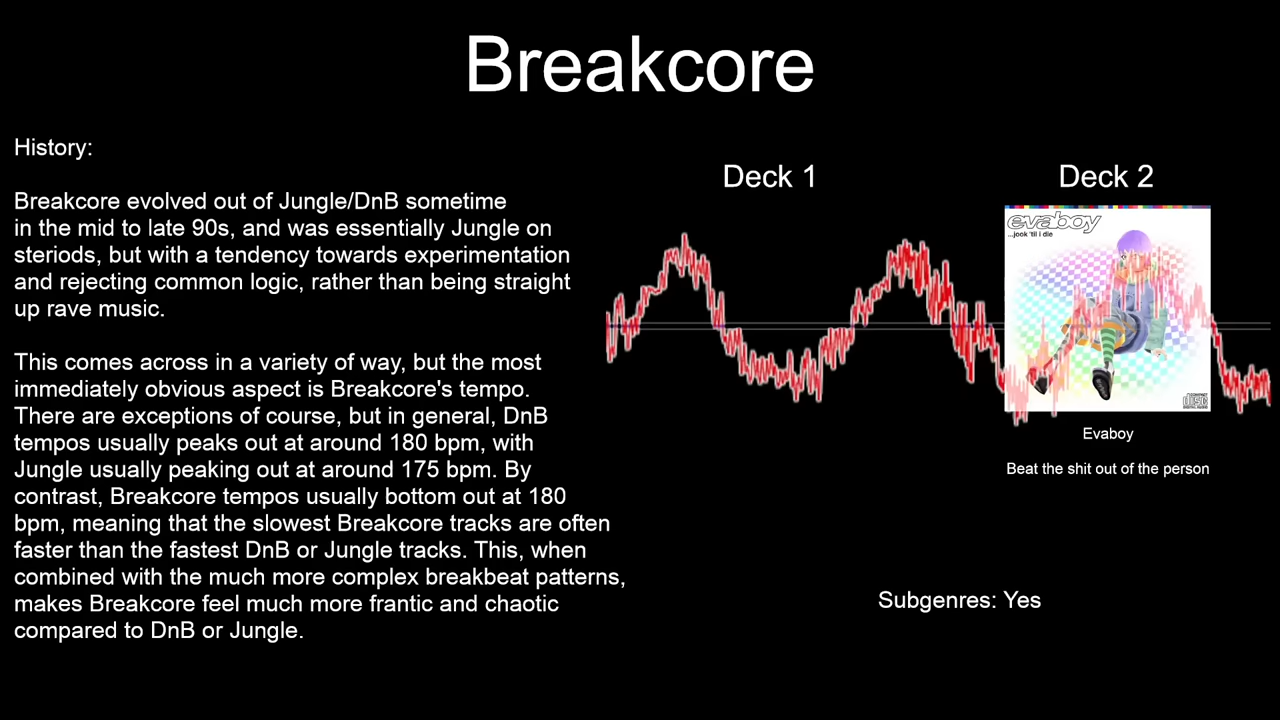 Breakcore
History:
Breakcore evolved out of Jungle/DnB sometime
in the mid to late 90s, and was essentially Jungle on
steriods, but with a tendency towards experimentation
and rejecting common logic, rather than being straight
up rave music.
This comes across in a variety of way, but the most
immediately obvious aspect is Breakcore's tempo.
There are exceptions of course, but in general, DnB
tempos usually peaks out at around 180 bpm, with
Jungle usually peaking out at around 175 bpm. By
contrast, Breakcore tempos usually bottom out at 180
bpm, meaning that the slowest Breakcore tracks are often
faster than the fastest DnB or Jungle tracks. This, when
combined with the much more complex breakbeat patterns,
makes Breakcore feel much more frantic and chaotic
compared to DnB or Jungle.
Deck 1
Deck 2
evaboy
...jook 'til i die
COMPACT
disc
DIGITAL AUDIO
Evaboy
Beat the shit out of the person
Subgenres: Yes